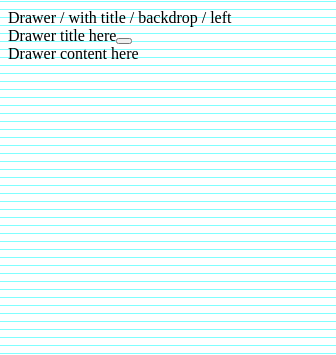 Drawer / with title / backdrop / left
Drawer title here
Drawer content here